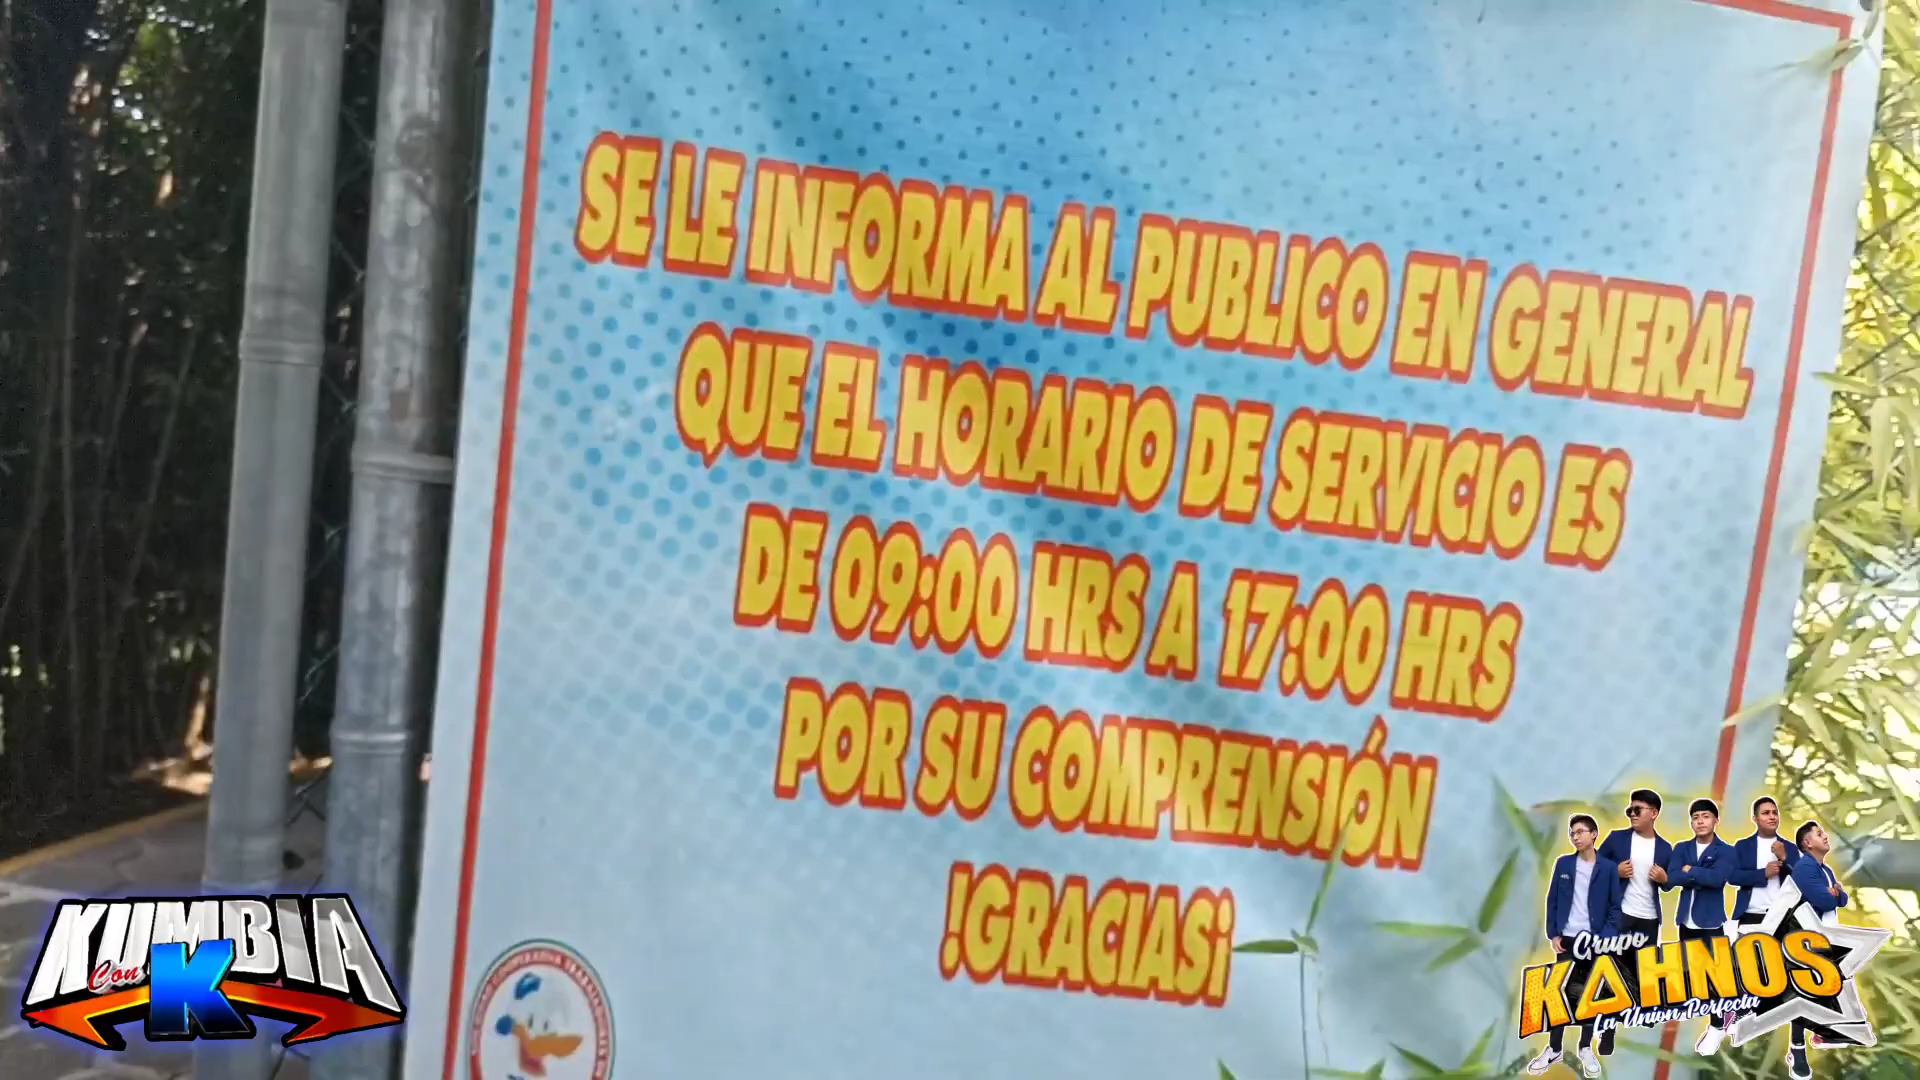 SE LE INFORMA AL PUBLICO EN GENERAL
QUE EL HORARIO DE SERVICIO ES
DE 09:00 HRS A 17:00 HRS
POR SU COMPRENSIÓN
!GRACIAS¡
KUMBIA
Con
K
Grupo
KAHNOS
La Union Perfecta